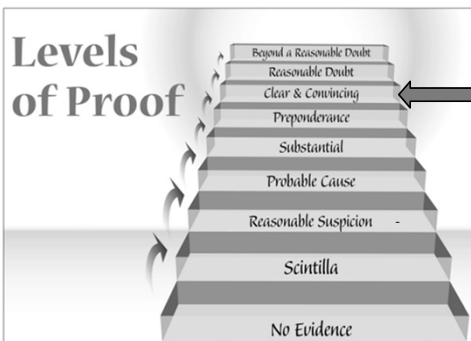 Levels
of Proof
Beyond a Reasonable Doubt
Reasonable Doubt
Clear & Convincing
Preponderance
Substantial
Probable Cause
Reasonable Suspicion -
Scintilla
No Evidence